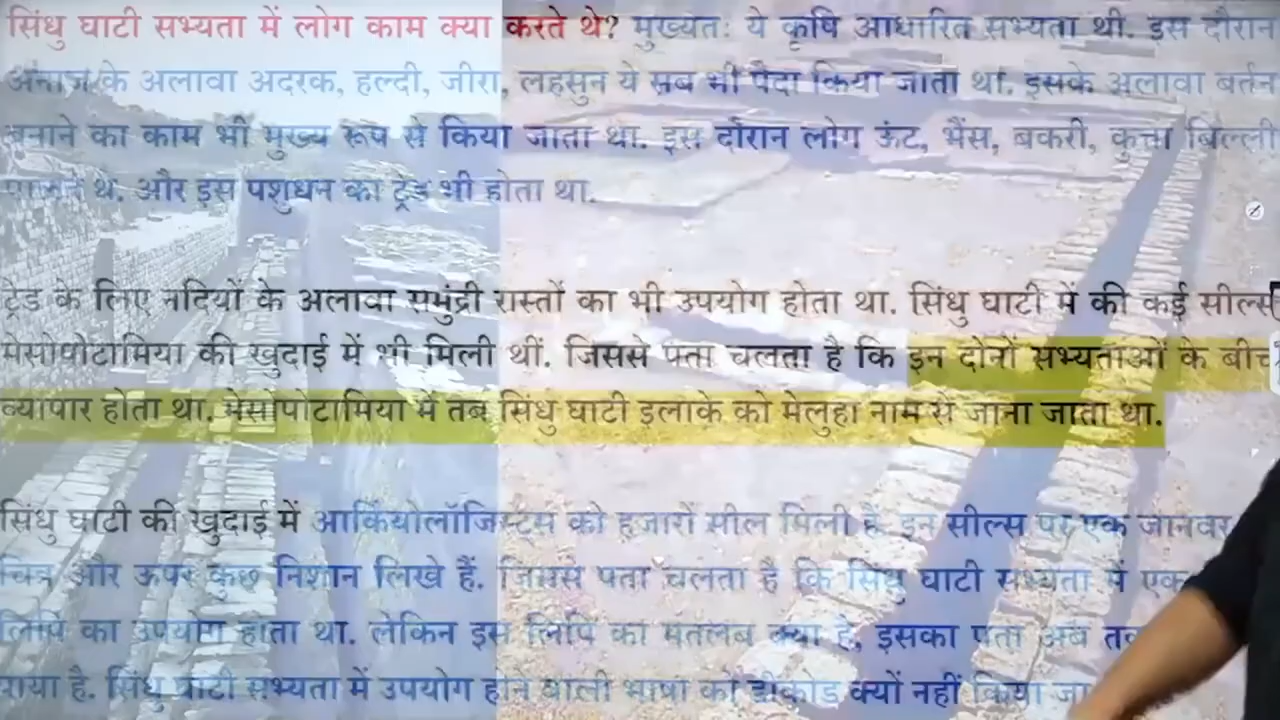 सिंधु घाटी सभ्यता में लोग काम क्या करते थे? मुख्यतः ये कृषि आधारित सभ्यता थी. इस दौरान
अनाज के अलावा अदरक, हल्दी, जीरा, लहसुन ये सब भी पैदा किया जाता था. इसके अलावा बर्तन
बनाने का काम भी मुख्य रूप से किया जाता था. इस दौरान लोग ऊंट, भैंस, बकरी, कुत्ता बिल्ली
थे. और इस पशुधन का ट्रेड भी होता था.
ट्रेड के लिए नदियों के अलावा समुंद्री रास्तों का भी उपयोग होता था. सिंधु घाटी में की कई सील्स
मेसोपोटामिया की खुदाई में भी मिली थीं. जिससे पता चलता है कि इन दोनों सभ्यताओं के बीच
व्यापार होता था. मेसोपोटामिया में तब सिंधु घाटी इलाके को मेलुहा नाम से जाना जाता था.
सिंधु घाटी की खुदाई में आर्कियोलॉजिस्ट्स को हजारों सील मिली हैं. इन सील्स पर एक जानवर
चित्र और ऊपर कुछ निशान लिखे हैं. जिससे पता चलता है कि सिंधु घाटी सभ्यता में एक
लिपि का उपयोग होता था. लेकिन इस लिपि का मतलब क्या है, इसका पता अब
पाया है. सिंधु घाटी सभ्यता में उपयोग होने वाली भाषा को डीकोड क्यों नहीं किया